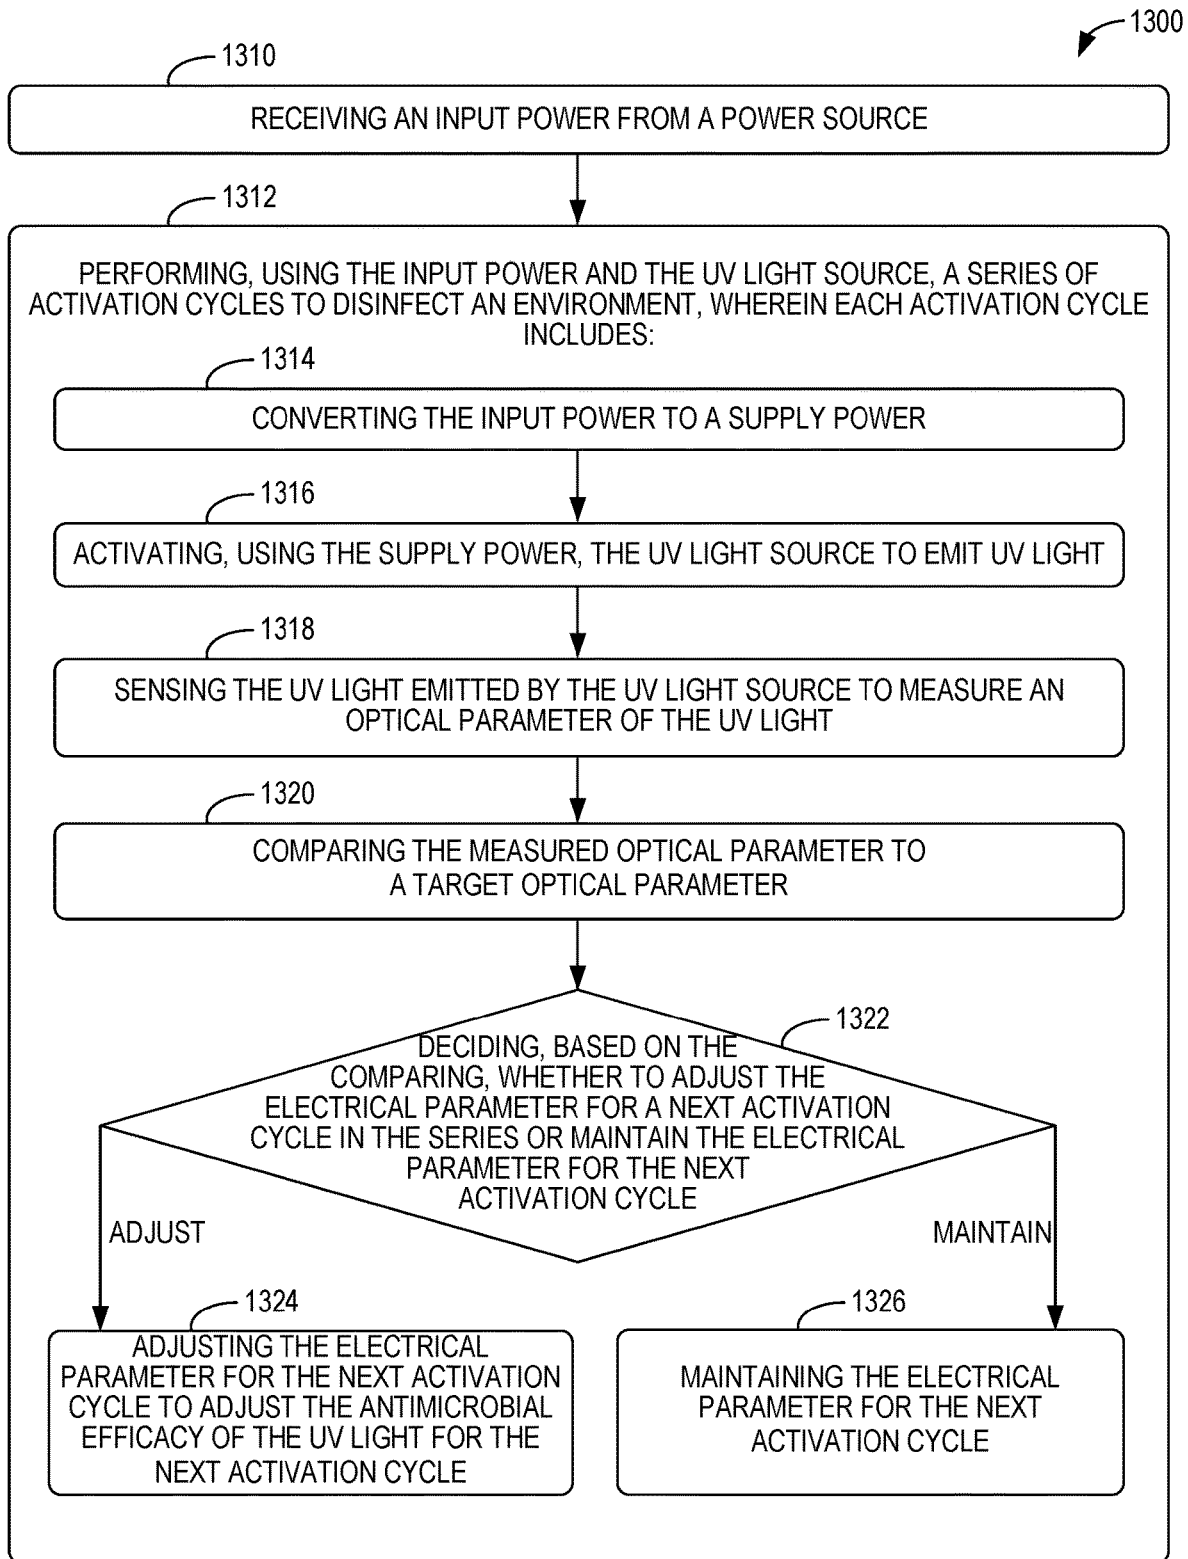 1300
1310
RECEIVING AN INPUT POWER FROM A POWER SOURCE
1312
PERFORMING, USING THE INPUT POWER AND THE UV LIGHT SOURCE, A SERIES OF
ACTIVATION CYCLES TO DISINFECT AN ENVIRONMENT, WHEREIN EACH ACTIVATION CYCLE
INCLUDES:
1314
CONVERTING THE INPUT POWER TO A SUPPLY POWER
1316
ACTIVATING, USING THE SUPPLY POWER, THE UV LIGHT SOURCE TO EMIT UV LIGHT
1318
SENSING THE UV LIGHT EMITTED BY THE UV LIGHT SOURCE TO MEASURE AN
OPTICAL PARAMETER OF THE UV LIGHT
1320
COMPARING THE MEASURED OPTICAL PARAMETER TO
A TARGET OPTICAL PARAMETER
1322
DECIDING, BASED ON THE
COMPARING, WHETHER TO ADJUST THE
ELECTRICAL PARAMETER FOR A NEXT ACTIVATION
CYCLE IN THE SERIES OR MAINTAIN THE ELECTRICAL
PARAMETER FOR THE NEXT
ACTIVATION CYCLE
ADJUST
MAINTAIN
1324
ADJUSTING THE ELECTRICAL
PARAMETER FOR THE NEXT ACTIVATION
CYCLE TO ADJUST THE ANTIMICROBIAL
EFFICACY OF THE UV LIGHT FOR THE
NEXT ACTIVATION CYCLE
1326
MAINTAINING THE ELECTRICAL
PARAMETER FOR THE NEXT
ACTIVATION CYCLE